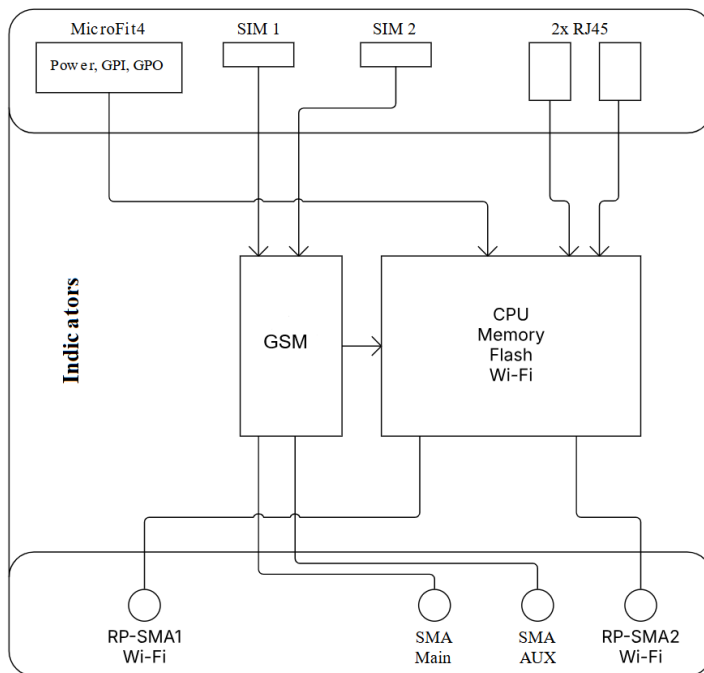 MicroFit4
SIM 1
SIM 2
2x RJ45
Power, GPI, GPO
Indicators
GSM
CPU
Memory
Flash
Wi-Fi
RP-SMA1
Wi-Fi
SMA
Main
SMA
AUX
RP-SMA2
Wi-Fi